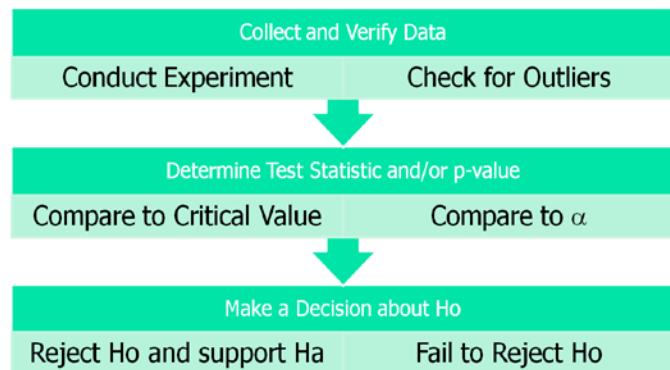 Collect and Verify Data
Conduct Experiment
Check for Outliers
Determine Test Statistic and/or p-value
Compare to Critical Value
Compare to α
Make a Decision about Ho
Reject Ho and support Ha
Fail to Reject Ho